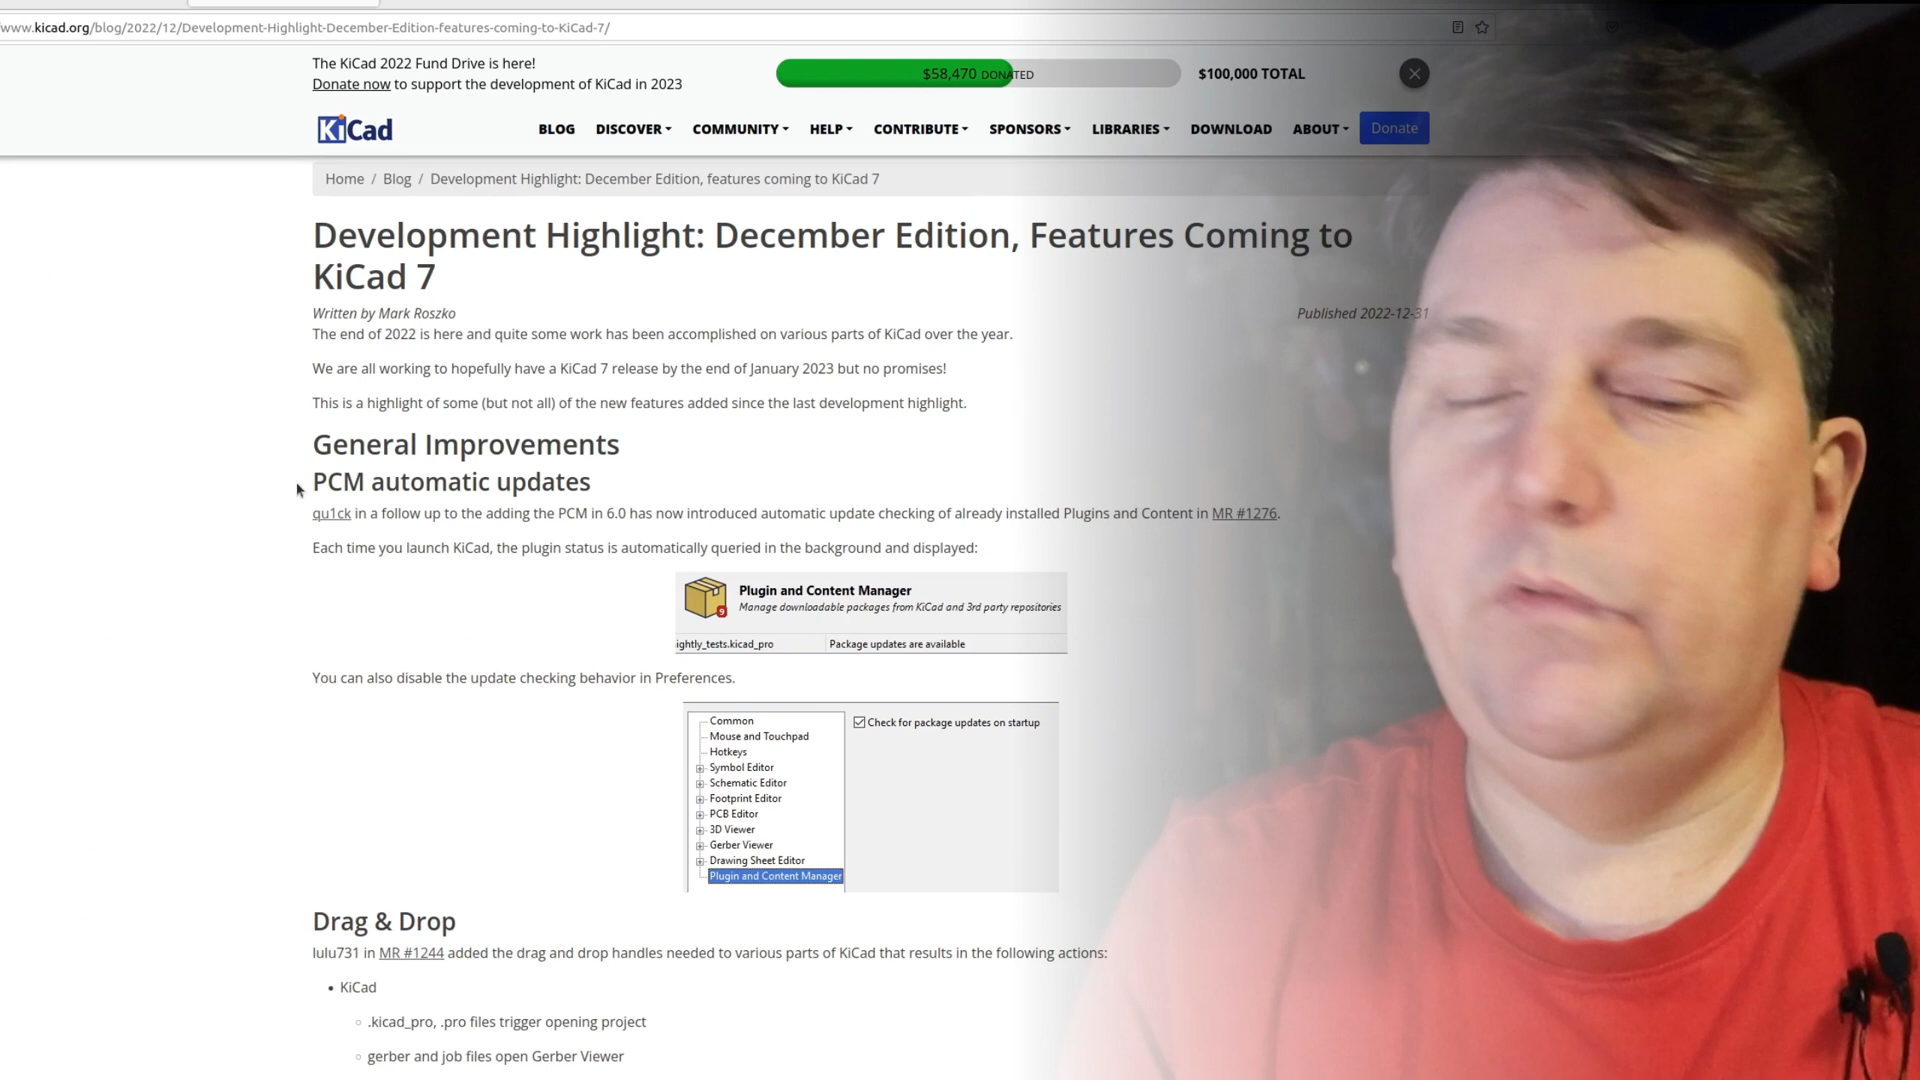 www.kicad.org/blog/2022/12/Development-Highlight-December-Edition-features-coming-to-KiCad-7/
The KiCad 2022 Fund Drive is here!
Donate now to support the development of KiCad in 2023
$58,470 DONATED
$100,000 TOTAL
KiCad
BLOG DISCOVER COMMUNITY HELP CONTRIBUTE SPONSORS LIBRARIES DOWNLOAD ABOUT Donate
Home / Blog / Development Highlight: December Edition, features coming to KiCad 7
Development Highlight: December Edition, Features Coming to
KiCad 7
Written by Mark Roszko
Published 2022-12-31
The end of 2022 is here and quite some work has been accomplished on various parts of KiCad over the year.
We are all working to hopefully have a KiCad 7 release by the end of January 2023 but no promises!
This is a highlight of some (but not all) of the new features added since the last development highlight.
General Improvements
PCM automatic updates
qu1ck in a follow up to the adding the PCM in 6.0 has now introduced automatic update checking of already installed Plugins and Content in MR #1276.
Each time you launch KiCad, the plugin status is automatically queried in the background and displayed:
Plugin and Content Manager
Manage downloadable packages from KiCad and 3rd party repositories
9
ightly_tests.kicad_pro
Package updates are available
You can also disable the update checking behavior in Preferences.
Common
Mouse and Touchpad
Hotkeys
Symbol Editor
Schematic Editor
Footprint Editor
PCB Editor
3D Viewer
Gerber Viewer
Drawing Sheet Editor
Plugin and Content Manager
Check for package updates on startup
Drag & Drop
lulu731 in MR #1244 added the drag and drop handles needed to various parts of KiCad that results in the following actions:
• KiCad
◦ .kicad_pro, .pro files trigger opening project
◦ gerber and job files open Gerber Viewer